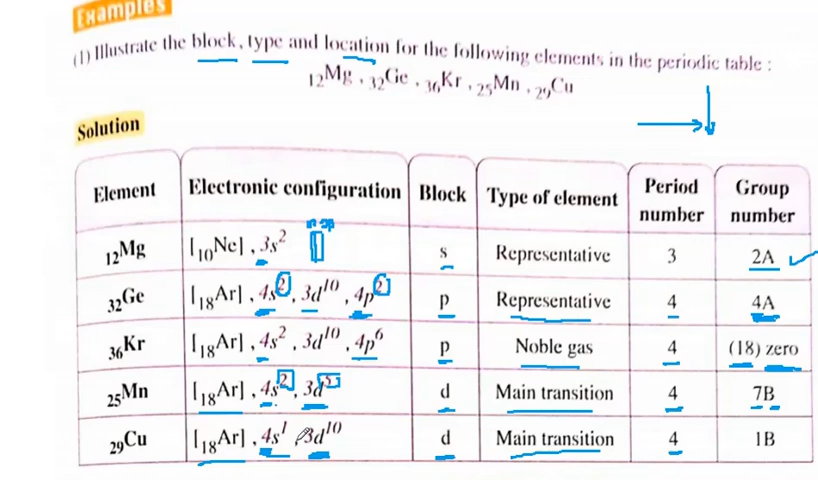 Examples
(1) Illustrate the block, type and location for the following elements in the periodic table :
₁₂Mg , ₃₂Ge , ₃₆Kr , ₂₅Mn , ₂₉Cu
Solution
Element Electronic configuration Block Type of element Period number Group number
₁₂Mg [₁₀Ne] , 3s² s Representative 3 2A
₃₂Ge [₁₈Ar] , 4s² , 3d¹⁰ , 4p² p Representative 4 4A
₃₆Kr [₁₈Ar] , 4s² , 3d¹⁰ , 4p⁶ p Noble gas 4 (18) zero
₂₅Mn [₁₈Ar] , 4s² , 3d⁵ d Main transition 4 7B
₂₉Cu [₁₈Ar] , 4s¹ , 3d¹⁰ d Main transition 4 1B